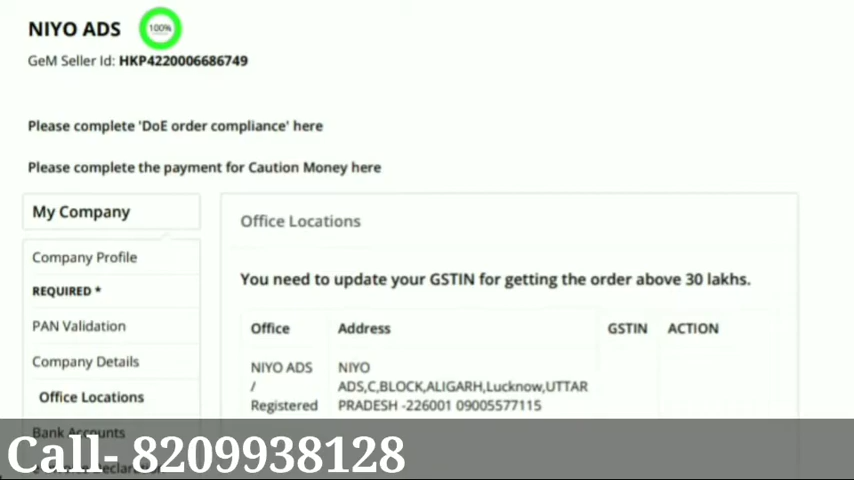 NIYO ADS 100%
GeM Seller Id: HKP4220006686749
Please complete 'DoE order compliance' here
Please complete the payment for Caution Money here
My Company
Company Profile
REQUIRED *
PAN Validation
Company Details
Office Locations
Bank Accounts
Office Locations
You need to update your GSTIN for getting the order above 30 lakhs.
Office Address GSTIN ACTION
NIYO ADS
/
Registered
NIYO
ADS,C,BLOCK,ALIGARH,Lucknow,UTTAR
PRADESH -226001 09005577115
Call- 8209938128